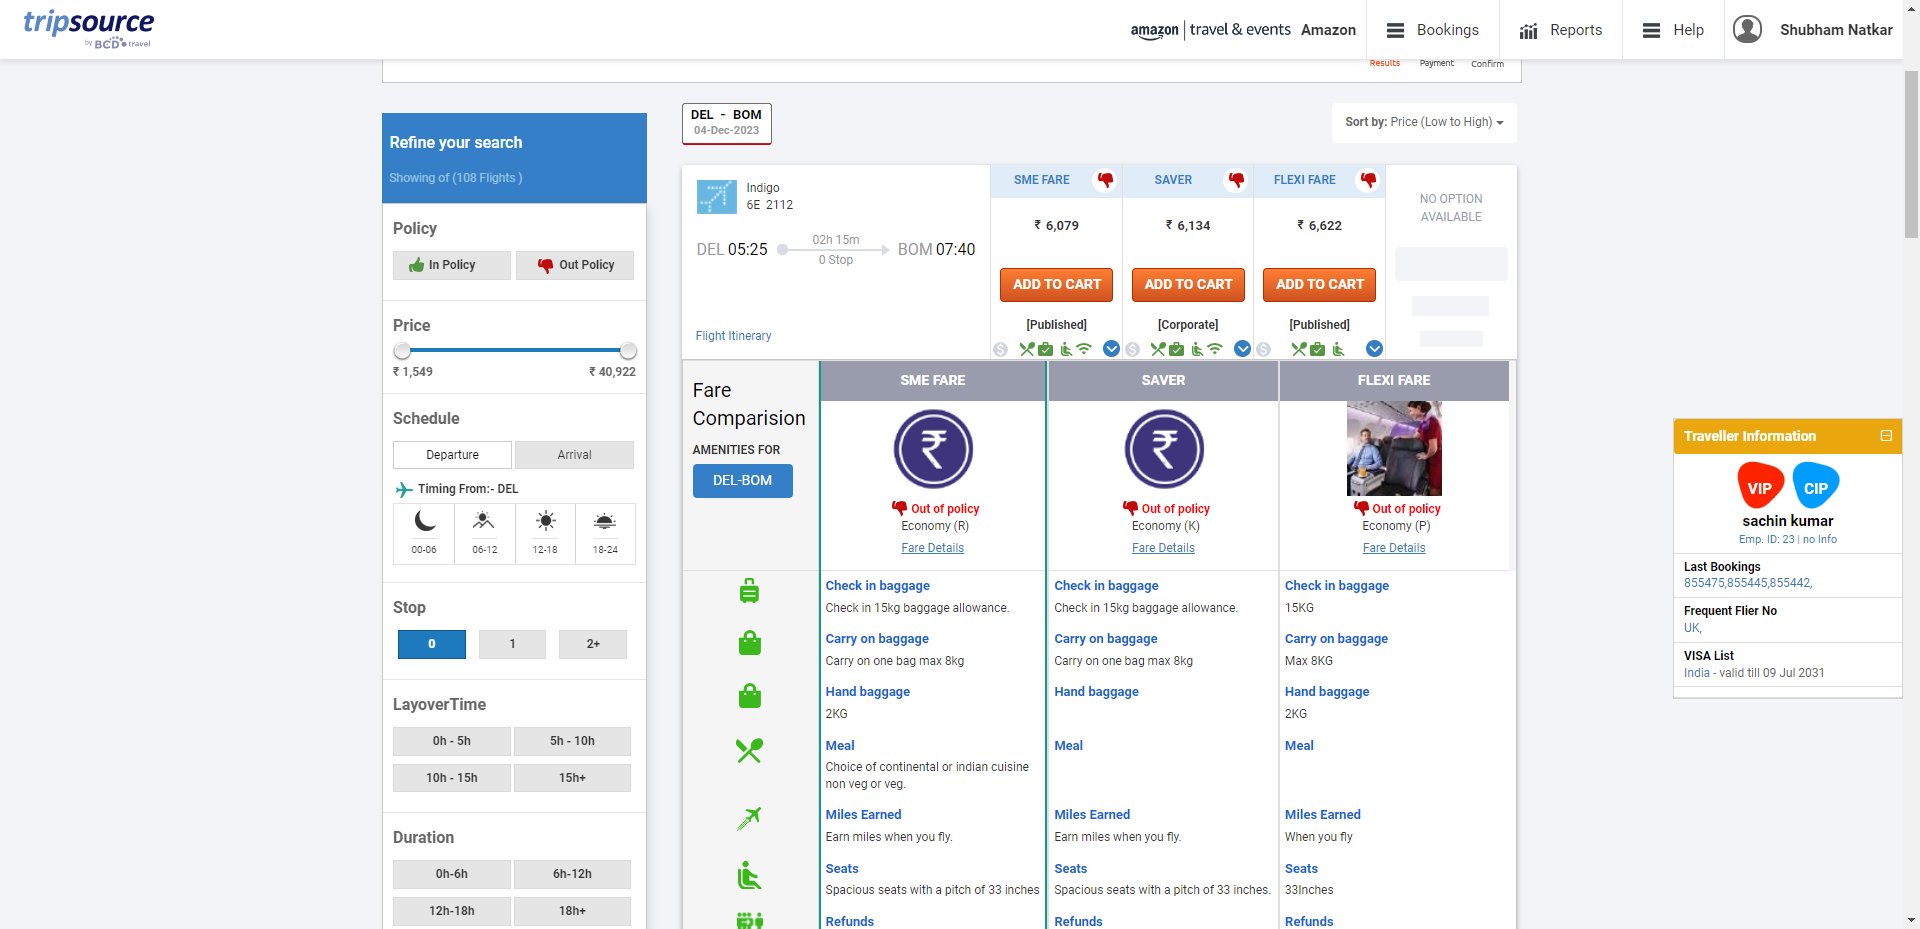 tripsource
by BCD travel
amazon | travel & events Amazon
Bookings
Reports
Help
Shubham Natkar
Results
Payment
Confirm
DEL - BOM
04-Dec-2023
Sort by: Price (Low to High)
Refine your search
Showing of (108 Flights )
Policy
In Policy
Out Policy
Price
₹ 1,549
₹ 40,922
Schedule
Departure
Arrival
Timing From:- DEL
00-06
06-12
12-18
18-24
Stop
0
1
2+
LayoverTime
0h - 5h
5h - 10h
10h - 15h
15h+
Duration
0h-6h
6h-12h
12h-18h
18h+
Indigo
6E 2112
DEL 05:25
02h 15m
0 Stop
BOM 07:40
Flight Itinerary
SME FARE
₹ 6,079
ADD TO CART
[Published]
SAVER
₹ 6,134
ADD TO CART
[Corporate]
FLEXI FARE
₹ 6,622
ADD TO CART
[Published]
NO OPTION
AVAILABLE
Fare
Comparision
AMENITIES FOR
DEL-BOM
SME FARE
₹
Out of policy
Economy (R)
Fare Details
Check in baggage
Check in 15kg baggage allowance.
Carry on baggage
Carry on one bag max 8kg
Hand baggage
2KG
Meal
Choice of continental or indian cuisine
non veg or veg.
Miles Earned
Earn miles when you fly.
Seats
Spacious seats with a pitch of 33 inches
Refunds
SAVER
₹
Out of policy
Economy (K)
Fare Details
Check in baggage
Check in 15kg baggage allowance.
Carry on baggage
Carry on one bag max 8kg
Hand baggage
Meal
Miles Earned
Earn miles when you fly.
Seats
Spacious seats with a pitch of 33 inches.
Refunds
FLEXI FARE
Out of policy
Economy (P)
Fare Details
Check in baggage
15KG
Carry on baggage
Max 8KG
Hand baggage
2KG
Meal
Miles Earned
When you fly
Seats
33Inches
Refunds
Traveller Information
VIP
CIP
sachin kumar
Emp. ID: 23 | no Info
Last Bookings
855475,855445,855442,
Frequent Flier No
UK,
VISA List
India - valid till 09 Jul 2031